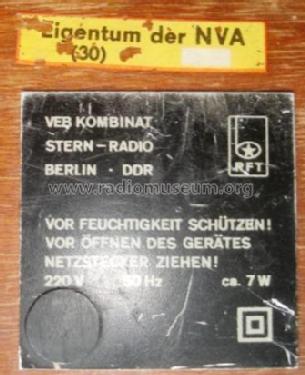 Eigentum der NVA
(30)
VEB KOMBINAT
STERN-RADIO
BERLIN · DDR
RFT
www.radiomuseum.org
VOR FEUCHTIGKEIT SCHÜTZEN!
VOR ÖFFNEN DES GERÄTES
NETZSTECKER ZIEHEN!
220 V 50 Hz ca. 7 W